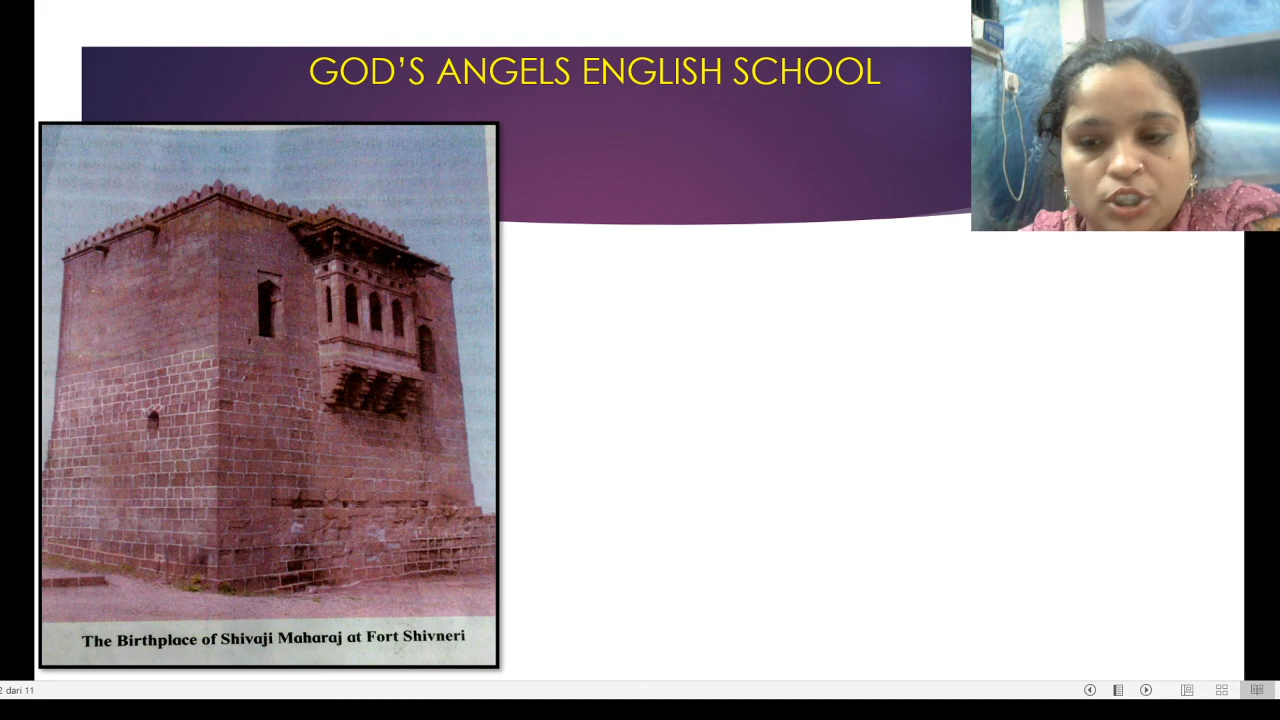 GOD’S ANGELS ENGLISH SCHOOL
The Birthplace of Shivaji Maharaj at Fort Shivneri
2 dari 11